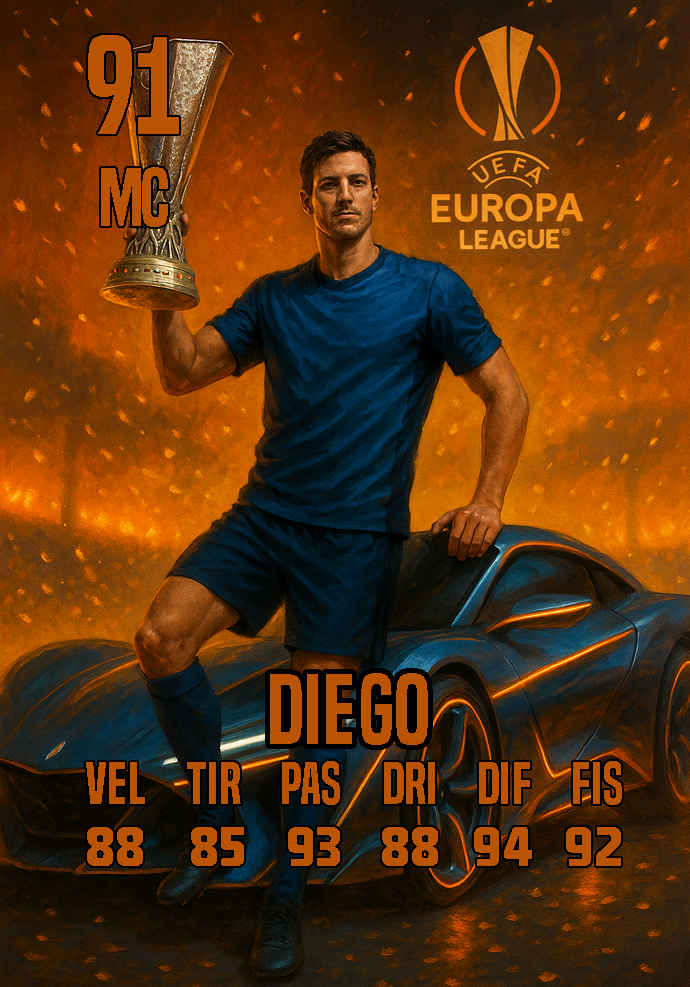 91
MC
UEFA
EUROPA
LEAGUE®
DIEGO
VEL TIR PAS DRI DIF FIS
88 85 93 88 94 92